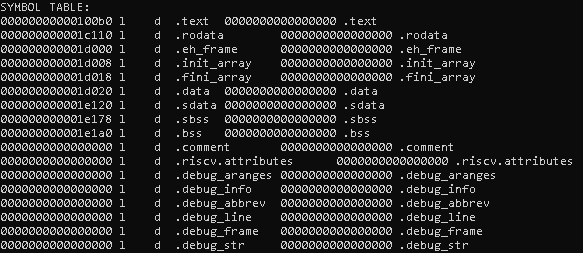 SYMBOL TABLE:
00000000000100b0 l    d  .text  0000000000000000 .text
000000000001c110 l    d  .rodata        0000000000000000 .rodata
000000000001d000 l    d  .eh_frame      0000000000000000 .eh_frame
000000000001d008 l    d  .init_array    0000000000000000 .init_array
000000000001d018 l    d  .fini_array    0000000000000000 .fini_array
000000000001d020 l    d  .data  0000000000000000 .data
000000000001e120 l    d  .sdata 0000000000000000 .sdata
000000000001e178 l    d  .sbss  0000000000000000 .sbss
000000000001e1a0 l    d  .bss   0000000000000000 .bss
0000000000000000 l    d  .comment       0000000000000000 .comment
0000000000000000 l    d  .riscv.attributes      0000000000000000 .riscv.attributes
0000000000000000 l    d  .debug_aranges 0000000000000000 .debug_aranges
0000000000000000 l    d  .debug_info    0000000000000000 .debug_info
0000000000000000 l    d  .debug_abbrev  0000000000000000 .debug_abbrev
0000000000000000 l    d  .debug_line    0000000000000000 .debug_line
0000000000000000 l    d  .debug_frame   0000000000000000 .debug_frame
0000000000000000 l    d  .debug_str     0000000000000000 .debug_str